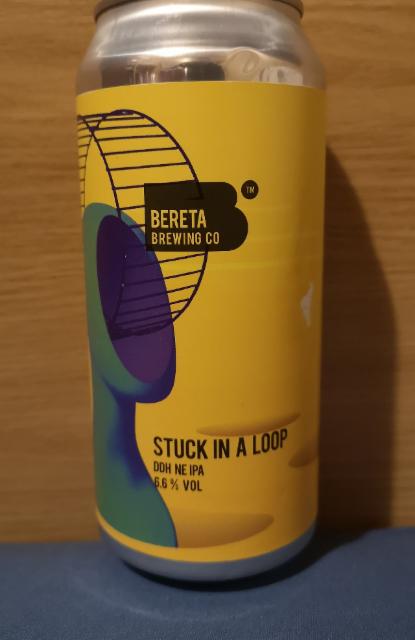 TM
BERETA
BREWING CO
STUCK IN A LOOP
DDH NE IPA
6.6 % VOL